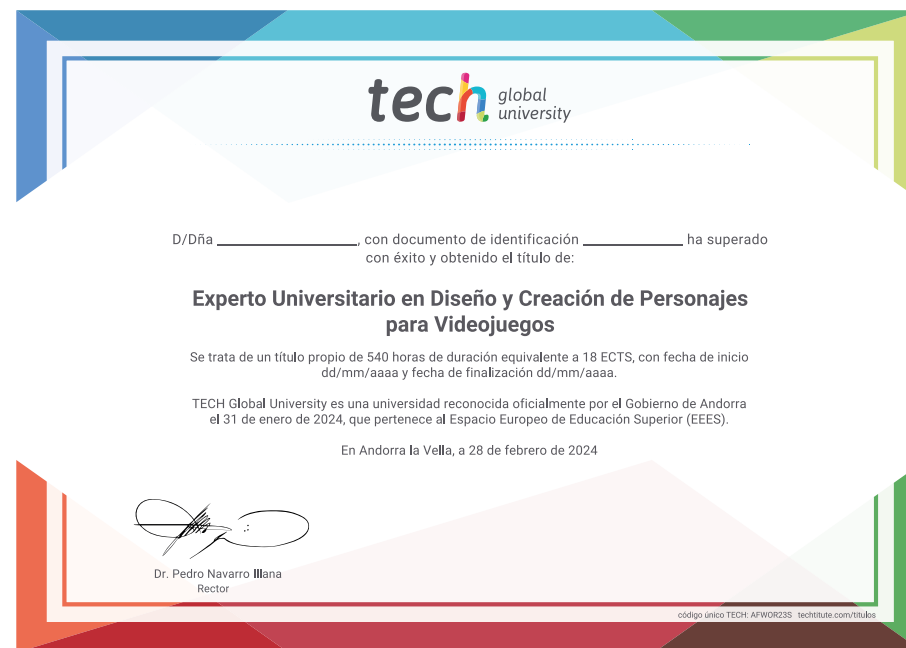 tech global university
D/Dña ____________________, con documento de identificación ______________ ha superado
con éxito y obtenido el título de:
Experto Universitario en Diseño y Creación de Personajes
para Videojuegos
Se trata de un título propio de 540 horas de duración equivalente a 18 ECTS, con fecha de inicio
dd/mm/aaaa y fecha de finalización dd/mm/aaaa.
TECH Global University es una universidad reconocida oficialmente por el Gobierno de Andorra
el 31 de enero de 2024, que pertenece al Espacio Europeo de Educación Superior (EEES).
En Andorra la Vella, a 28 de febrero de 2024
Dr. Pedro Navarro Illana
Rector
código único TECH: AFWOR23S techtitute.com/titulos